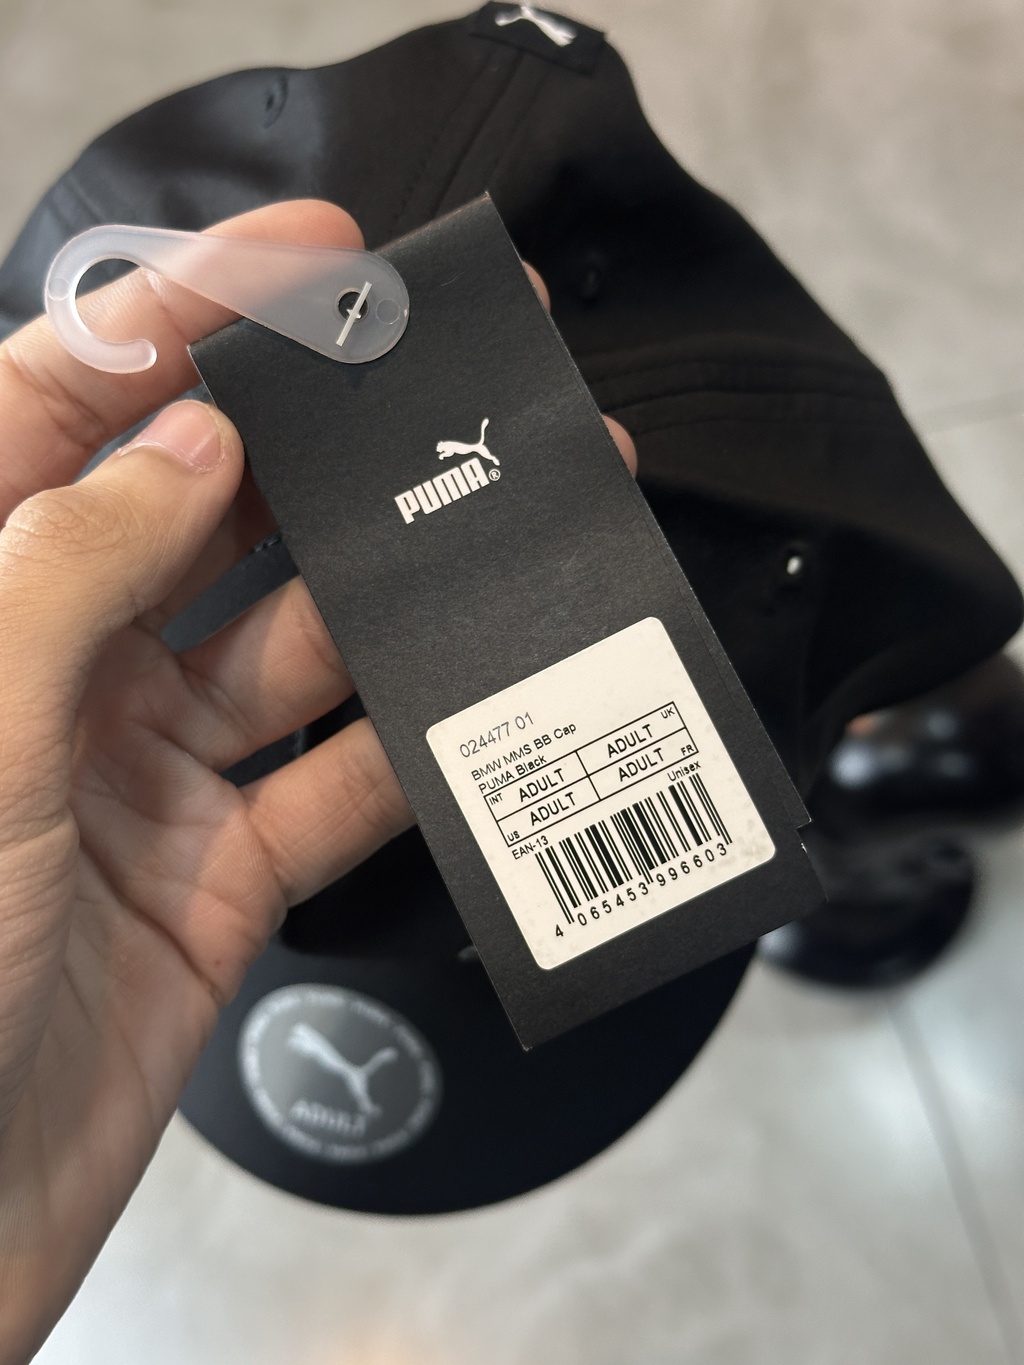 PUMA®
024477 01
BMW MMS BB Cap
PUMA Black
INT ADULT ADULT UK
US ADULT ADULT FR
EAN-13 Unisex
4 065453 996603
ADULT